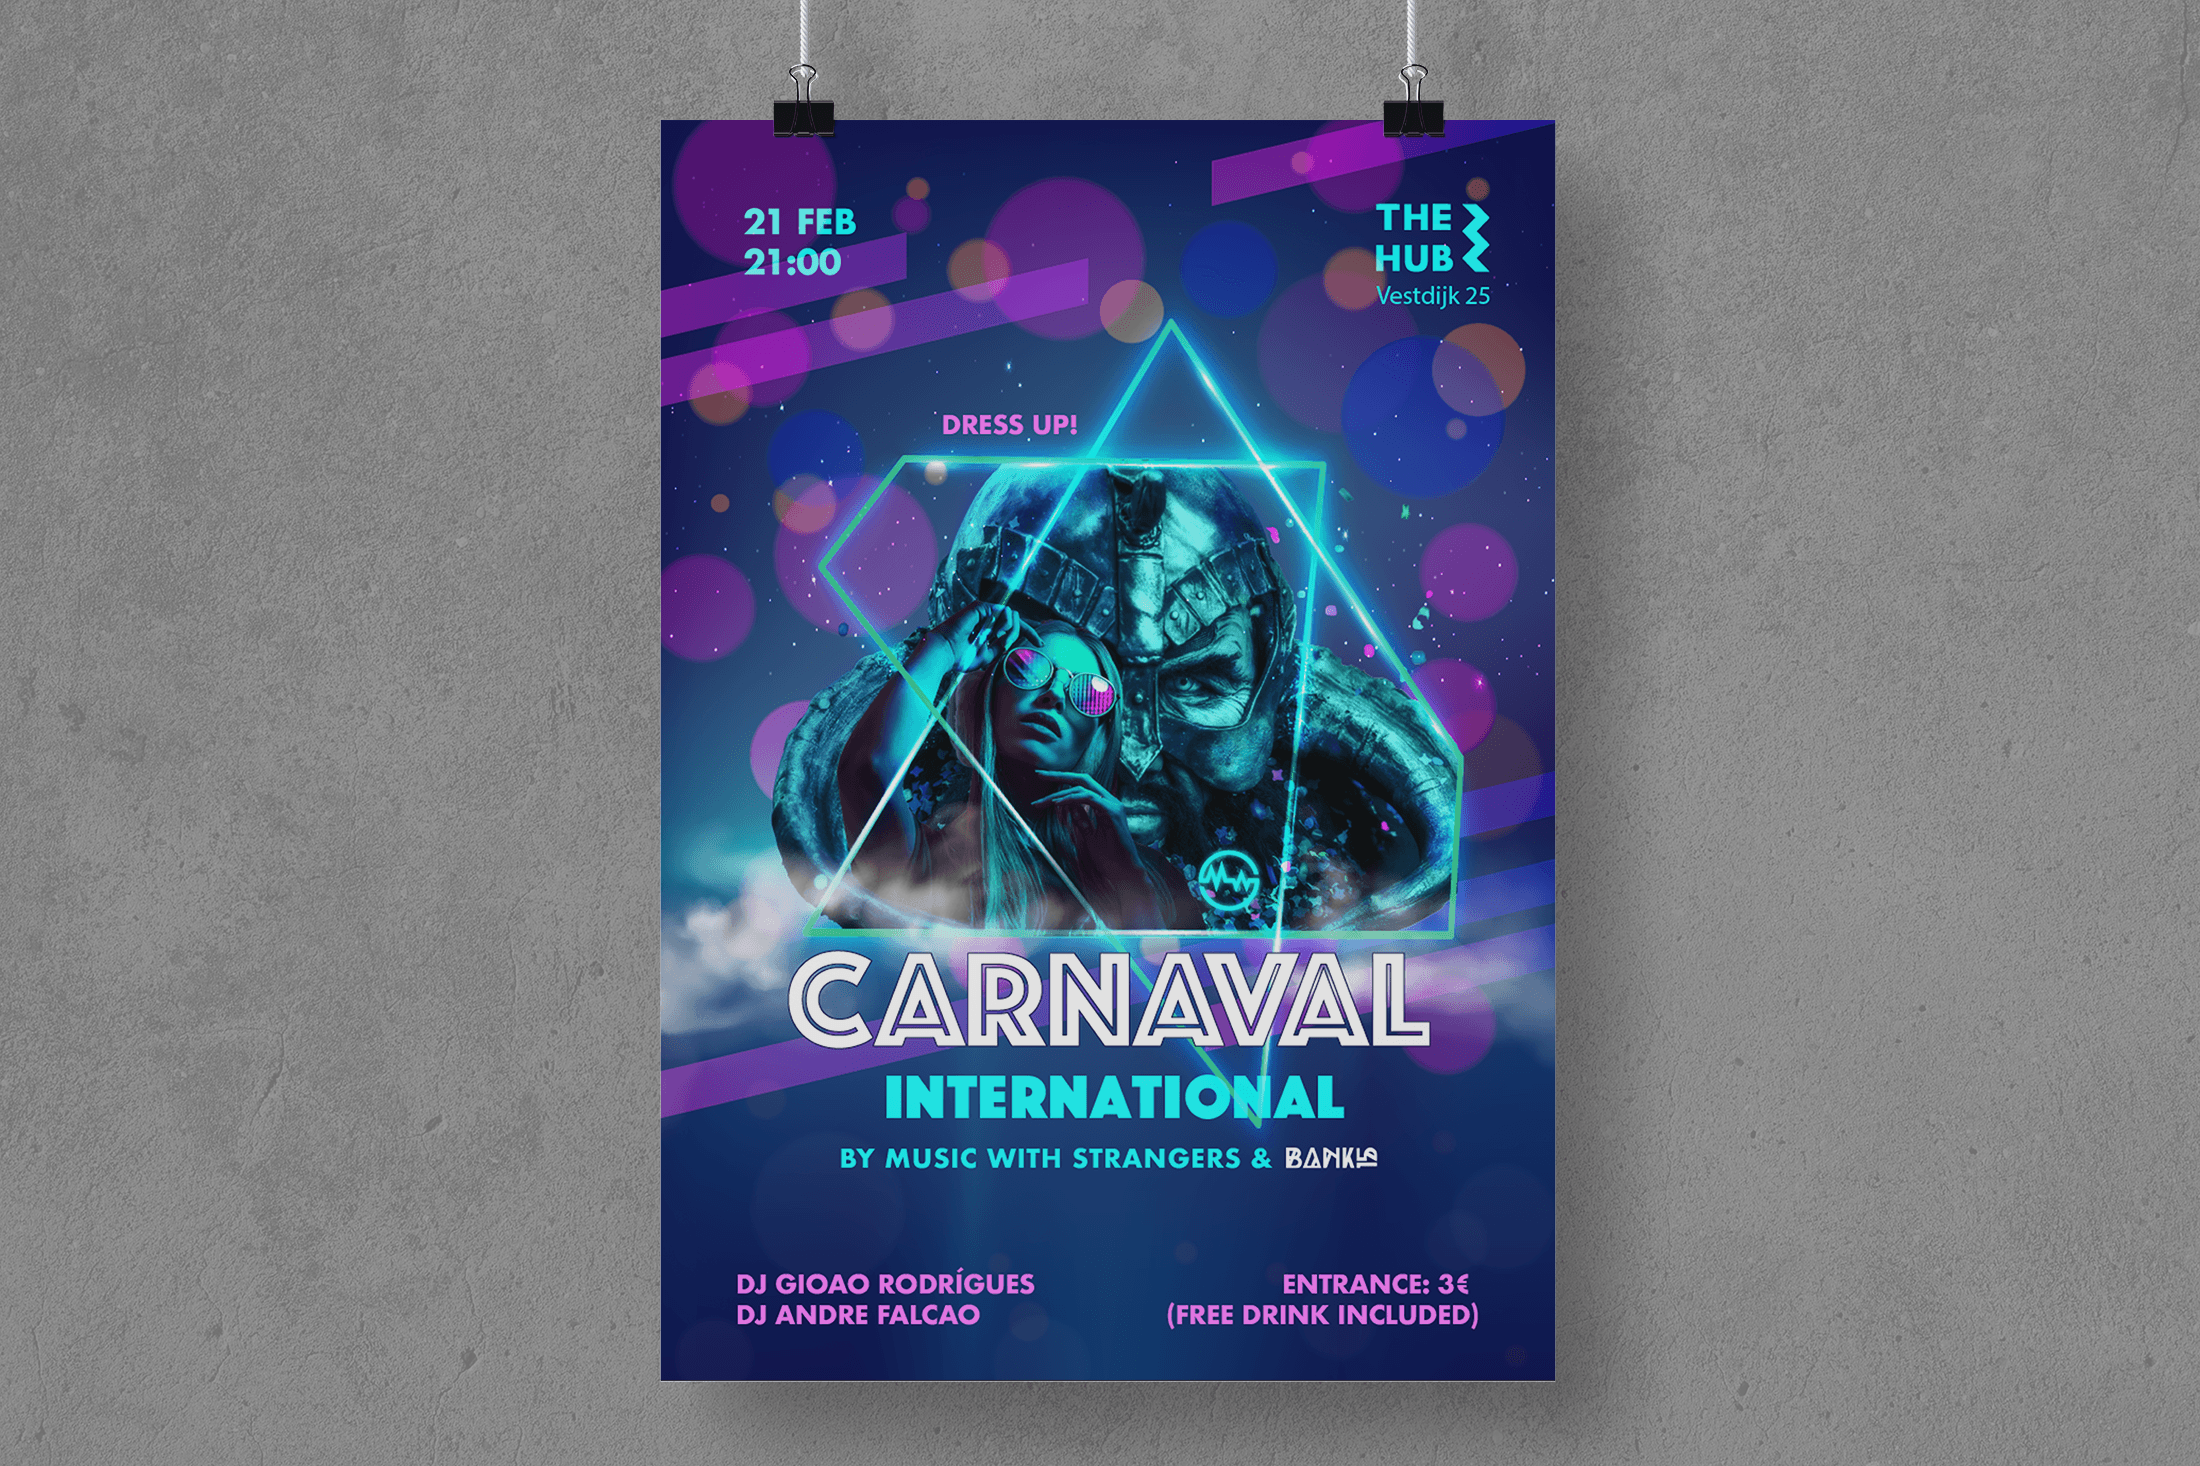 21 FEB
21:00
THE
HUB
Vestdijk 25
DRESS UP!
CARNAVAL
INTERNATIONAL
BY MUSIC WITH STRANGERS & BANK15
DJ GIOAO RODRÍGUES
DJ ANDRE FALCAO
ENTRANCE: 3€
(FREE DRINK INCLUDED)